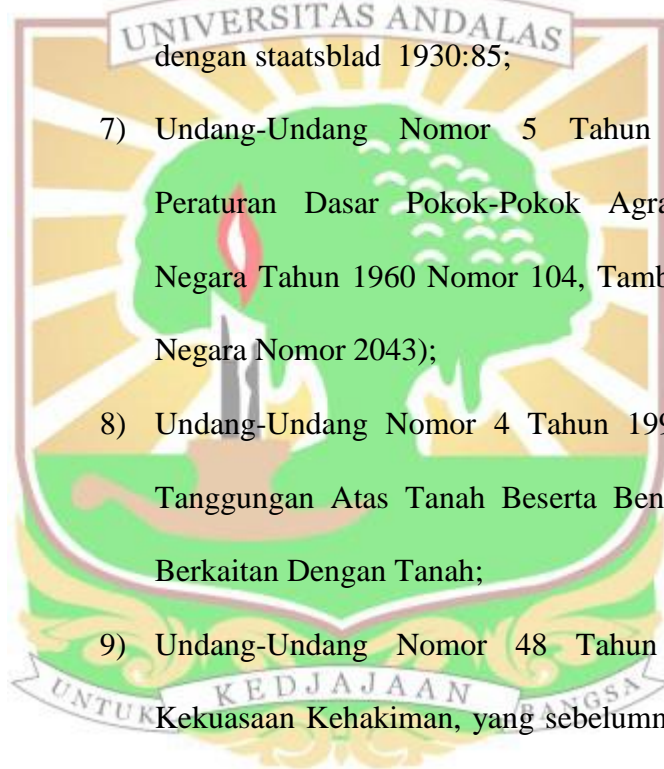 UNIVERSITAS ANDALAS
dengan staatsblad 1930:85;
7) Undang-Undang Nomor 5 Tahun
Peraturan Dasar Pokok-Pokok Agra
Negara Tahun 1960 Nomor 104, Tamb
Negara Nomor 2043);
8) Undang-Undang Nomor 4 Tahun 199
Tanggungan Atas Tanah Beserta Ben
Berkaitan Dengan Tanah;
9) Undang-Undang Nomor 48 Tahun
UNTUK KEDJAJAAN BANGSA
Kekuasaan Kehakiman, yang sebelumn